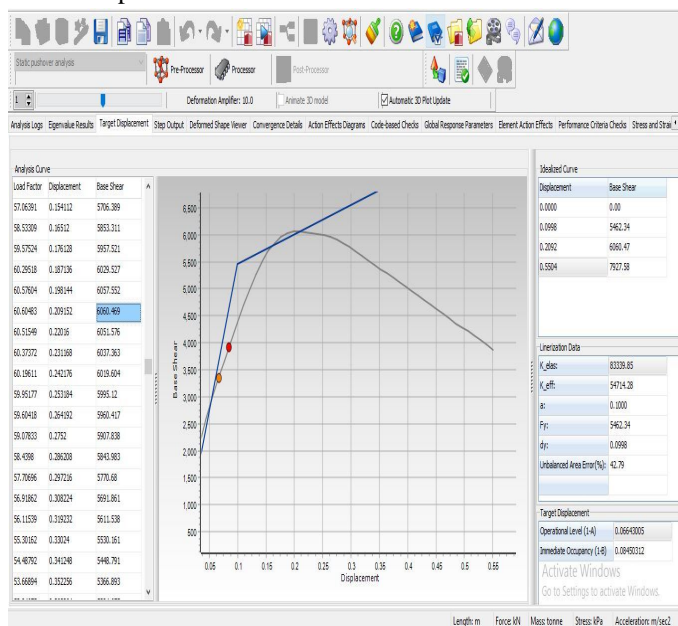 Static pushover analysis
Pre-Processor
Processor
Post-Processor
1
Deformation Amplifier: 10.0
Animate 3D model
Automatic 3D Plot Update
Analysis Logs Eigenvalue Results Target Displacement Step Output Deformed Shape Viewer Convergence Details Action Effects Diagrams Code-based Checks Global Response Parameters Element Action Effects Performance Criteria Checks Stress and Strai
Analysis Curve
Load Factor Displacement Base Shear
57.06391 0.154112 5706.389
58.53309 0.16512 5853.311
59.57524 0.176128 5957.521
60.29518 0.187136 6029.527
60.57604 0.198144 6057.552
60.60483 0.209152 6060.469
60.51549 0.22016 6051.576
60.37372 0.231168 6037.363
60.19611 0.242176 6019.604
59.95177 0.253184 5995.12
59.60418 0.264192 5960.417
59.07833 0.2752 5907.838
58.4398 0.286208 5843.983
57.70696 0.297216 5770.68
56.91862 0.308224 5691.861
56.11539 0.319232 5611.538
55.30162 0.33024 5530.161
54.48792 0.341248 5448.791
53.66894 0.352256 5366.893
6,500
6,000
5,500
5,000
4,500
4,000
3,500
3,000
2,500
2,000
1,500
1,000
500
Base Shear
0.05 0.1 0.15 0.2 0.25 0.3 0.35 0.4 0.45 0.5 0.55
Displacement
Idealized Curve
Displacement Base Shear
0.0000 0.00
0.0998 5462.34
0.2092 6060.47
0.5504 7927.58
Linerization Data
K_elas: 83339.85
K_eff: 54714.28
a: 0.1000
Fy: 5462.34
dy: 0.0998
Unbalanced Area Error(%): 42.79
Target Displacement
Operational Level (1-A) 0.06643005
Immediate Occupancy (1-B) 0.08450312
Activate Windows
Go to Settings to activate Windows.
Length: m Force: kN Mass: tonne Stress: kPa Acceleration: m/sec2